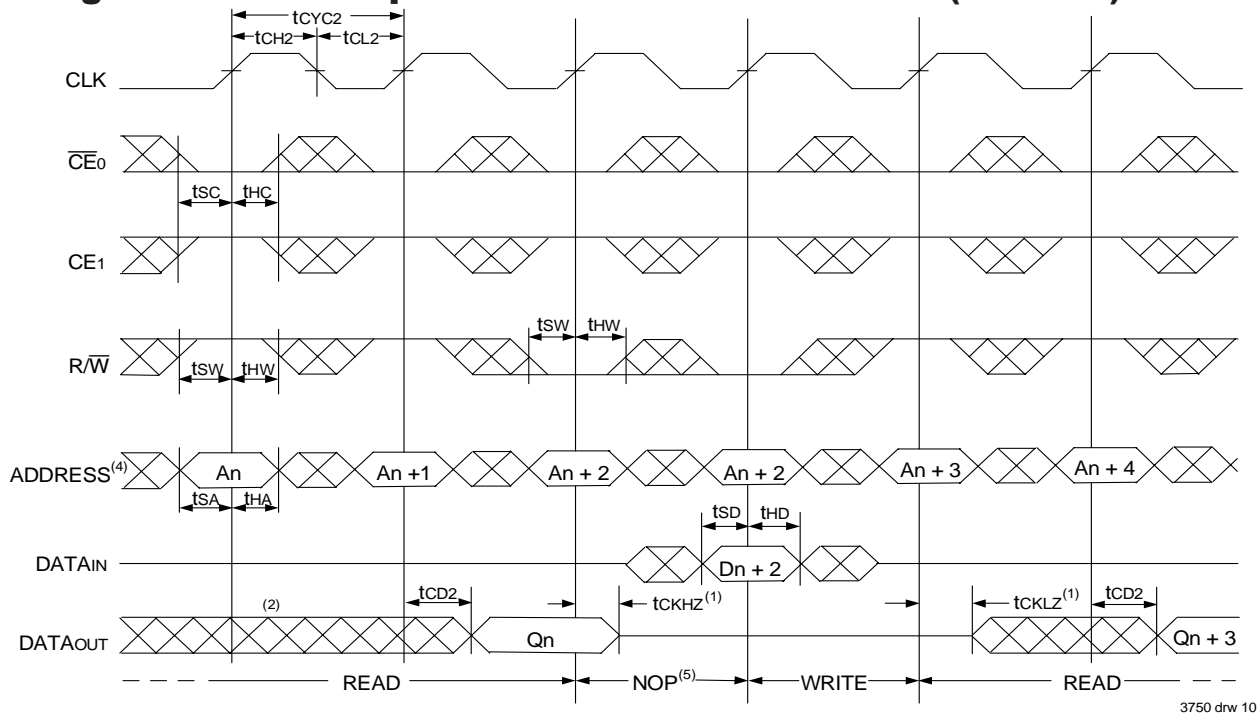 tCYC2
tCH2 tCL2
CLK
CE0
tSC tHC
CE1
tSW tHW
R/W
tSW tHW
ADDRESS(4) An An +1 An + 2 An + 2 An + 3 An + 4
tSA tHA
tSD tHD
DATAIN Dn + 2
tCD2 (2) tCKHZ(1) tCKLZ(1) tCD2
DATAOUT Qn Qn + 3
READ NOP(5) WRITE READ
3750 drw 10